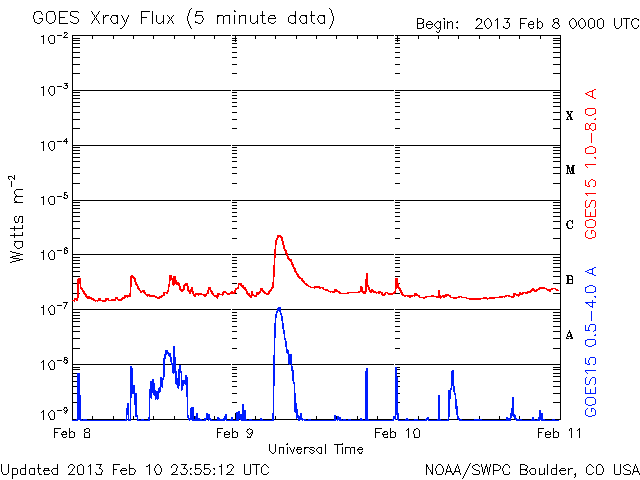 GOES Xray Flux (5 minute data)
Begin: 2013 Feb 8 0000 UTC
Watts m⁻²
10⁻²
10⁻³
10⁻⁴
10⁻⁵
10⁻⁶
10⁻⁷
10⁻⁸
10⁻⁹
X
M
C
B
A
GOES15 1.0-8.0 A
GOES15 0.5-4.0 A
Feb 8
Feb 9
Feb 10
Feb 11
Universal Time
Updated 2013 Feb 10 23:55:12 UTC
NOAA/SWPC Boulder, CO USA